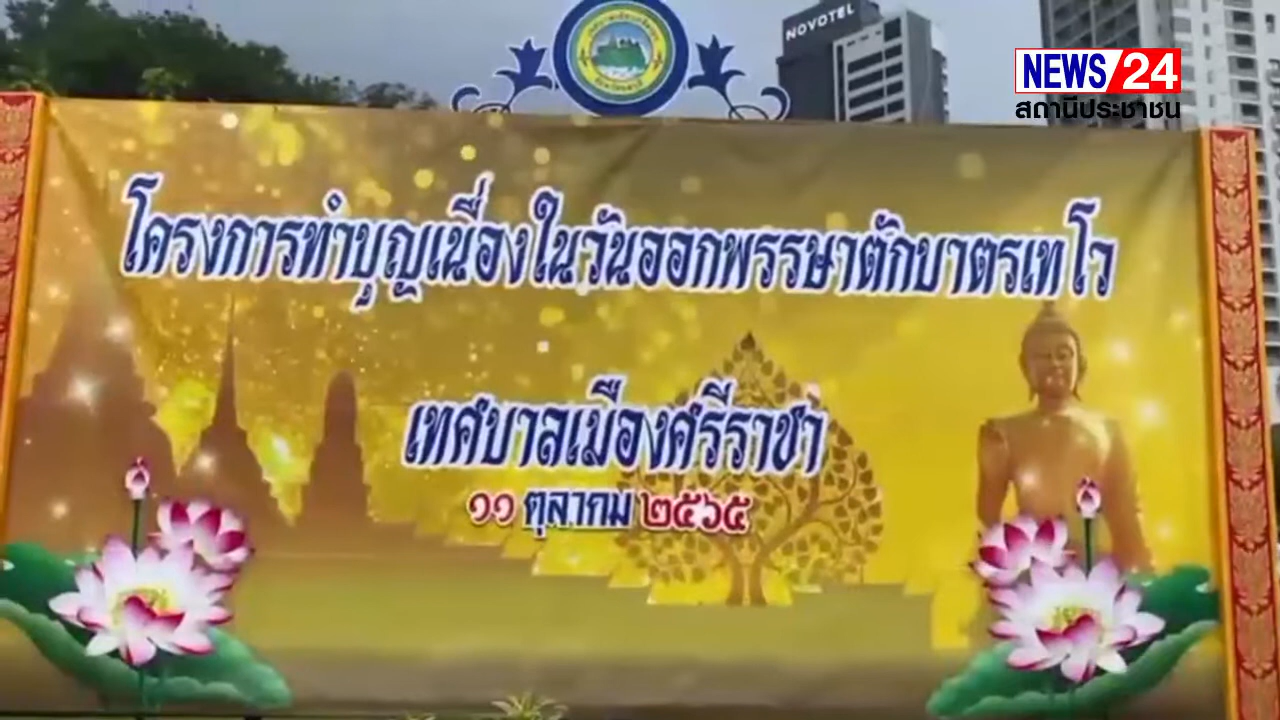 NOVOTEL
NEWS/24
สถานีประชาชน
โครงการทำบุญเนื่องในวันออกพรรษาตักบาตรเทโว
เทศบาลเมืองศรีราชา
๑๑ ตุลาคม ๒๕๖๕